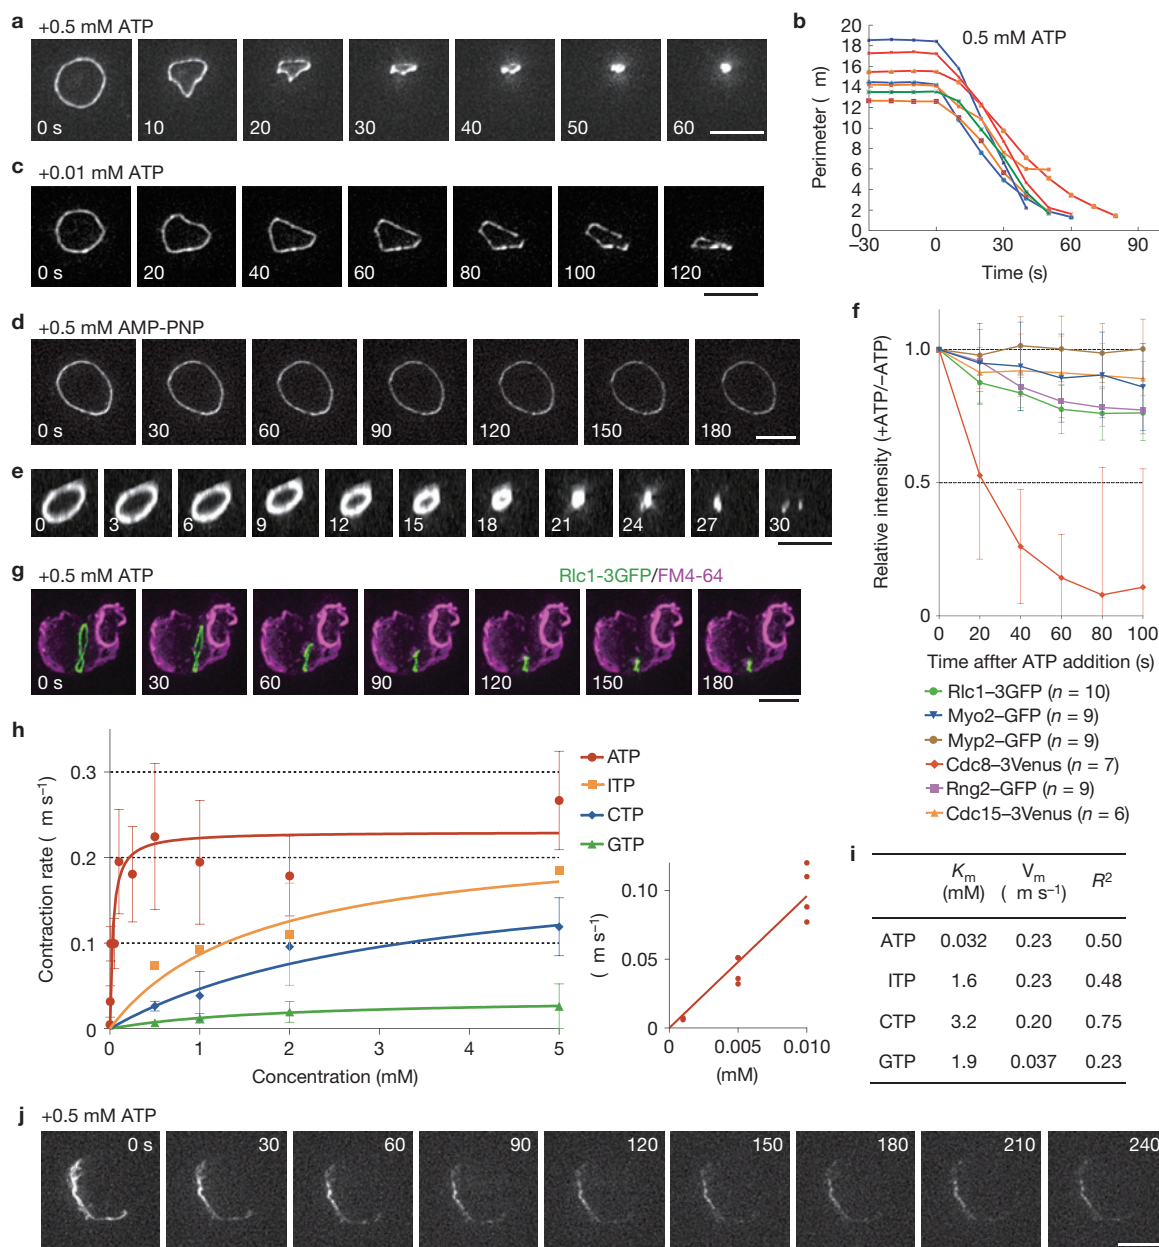 a +0.5 mM ATP
0 s 10 20 30 40 50 60
b
0.5 mM ATP
Perimeter ( m)
20
18
16
14
12
10
8
6
4
2
0
–30 0 30 60 90
Time (s)
c +0.01 mM ATP
0 s 20 40 60 80 100 120
d +0.5 mM AMP-PNP
0 s 30 60 90 120 150 180
e
0 3 6 9 12 15 18 21 24 27 30
f
Relative intensity (+ATP/−ATP)
1.0
0.5
0
0 20 40 60 80 100
Time affter ATP addition (s)
Rlc1–3GFP (n = 10)
Myo2–GFP (n = 9)
Myp2–GFP (n = 9)
Cdc8–3Venus (n = 7)
Rng2–GFP (n = 9)
Cdc15–3Venus (n = 6)
g +0.5 mM ATP
Rlc1-3GFP/FM4-64
0 s 30 60 90 120 150 180
h
Contraction rate ( m s–1)
0.3
0.2
0.1
0
0 1 2 3 4 5
Concentration (mM)
ATP
ITP
CTP
GTP
( m s–1)
0.10
0.05
0
0 0.005 0.010
(mM)
i
Km (mM) Vm ( m s–1) R2
ATP 0.032 0.23 0.50
ITP 1.6 0.23 0.48
CTP 3.2 0.20 0.75
GTP 1.9 0.037 0.23
j +0.5 mM ATP
0 s 30 60 90 120 150 180 210 240